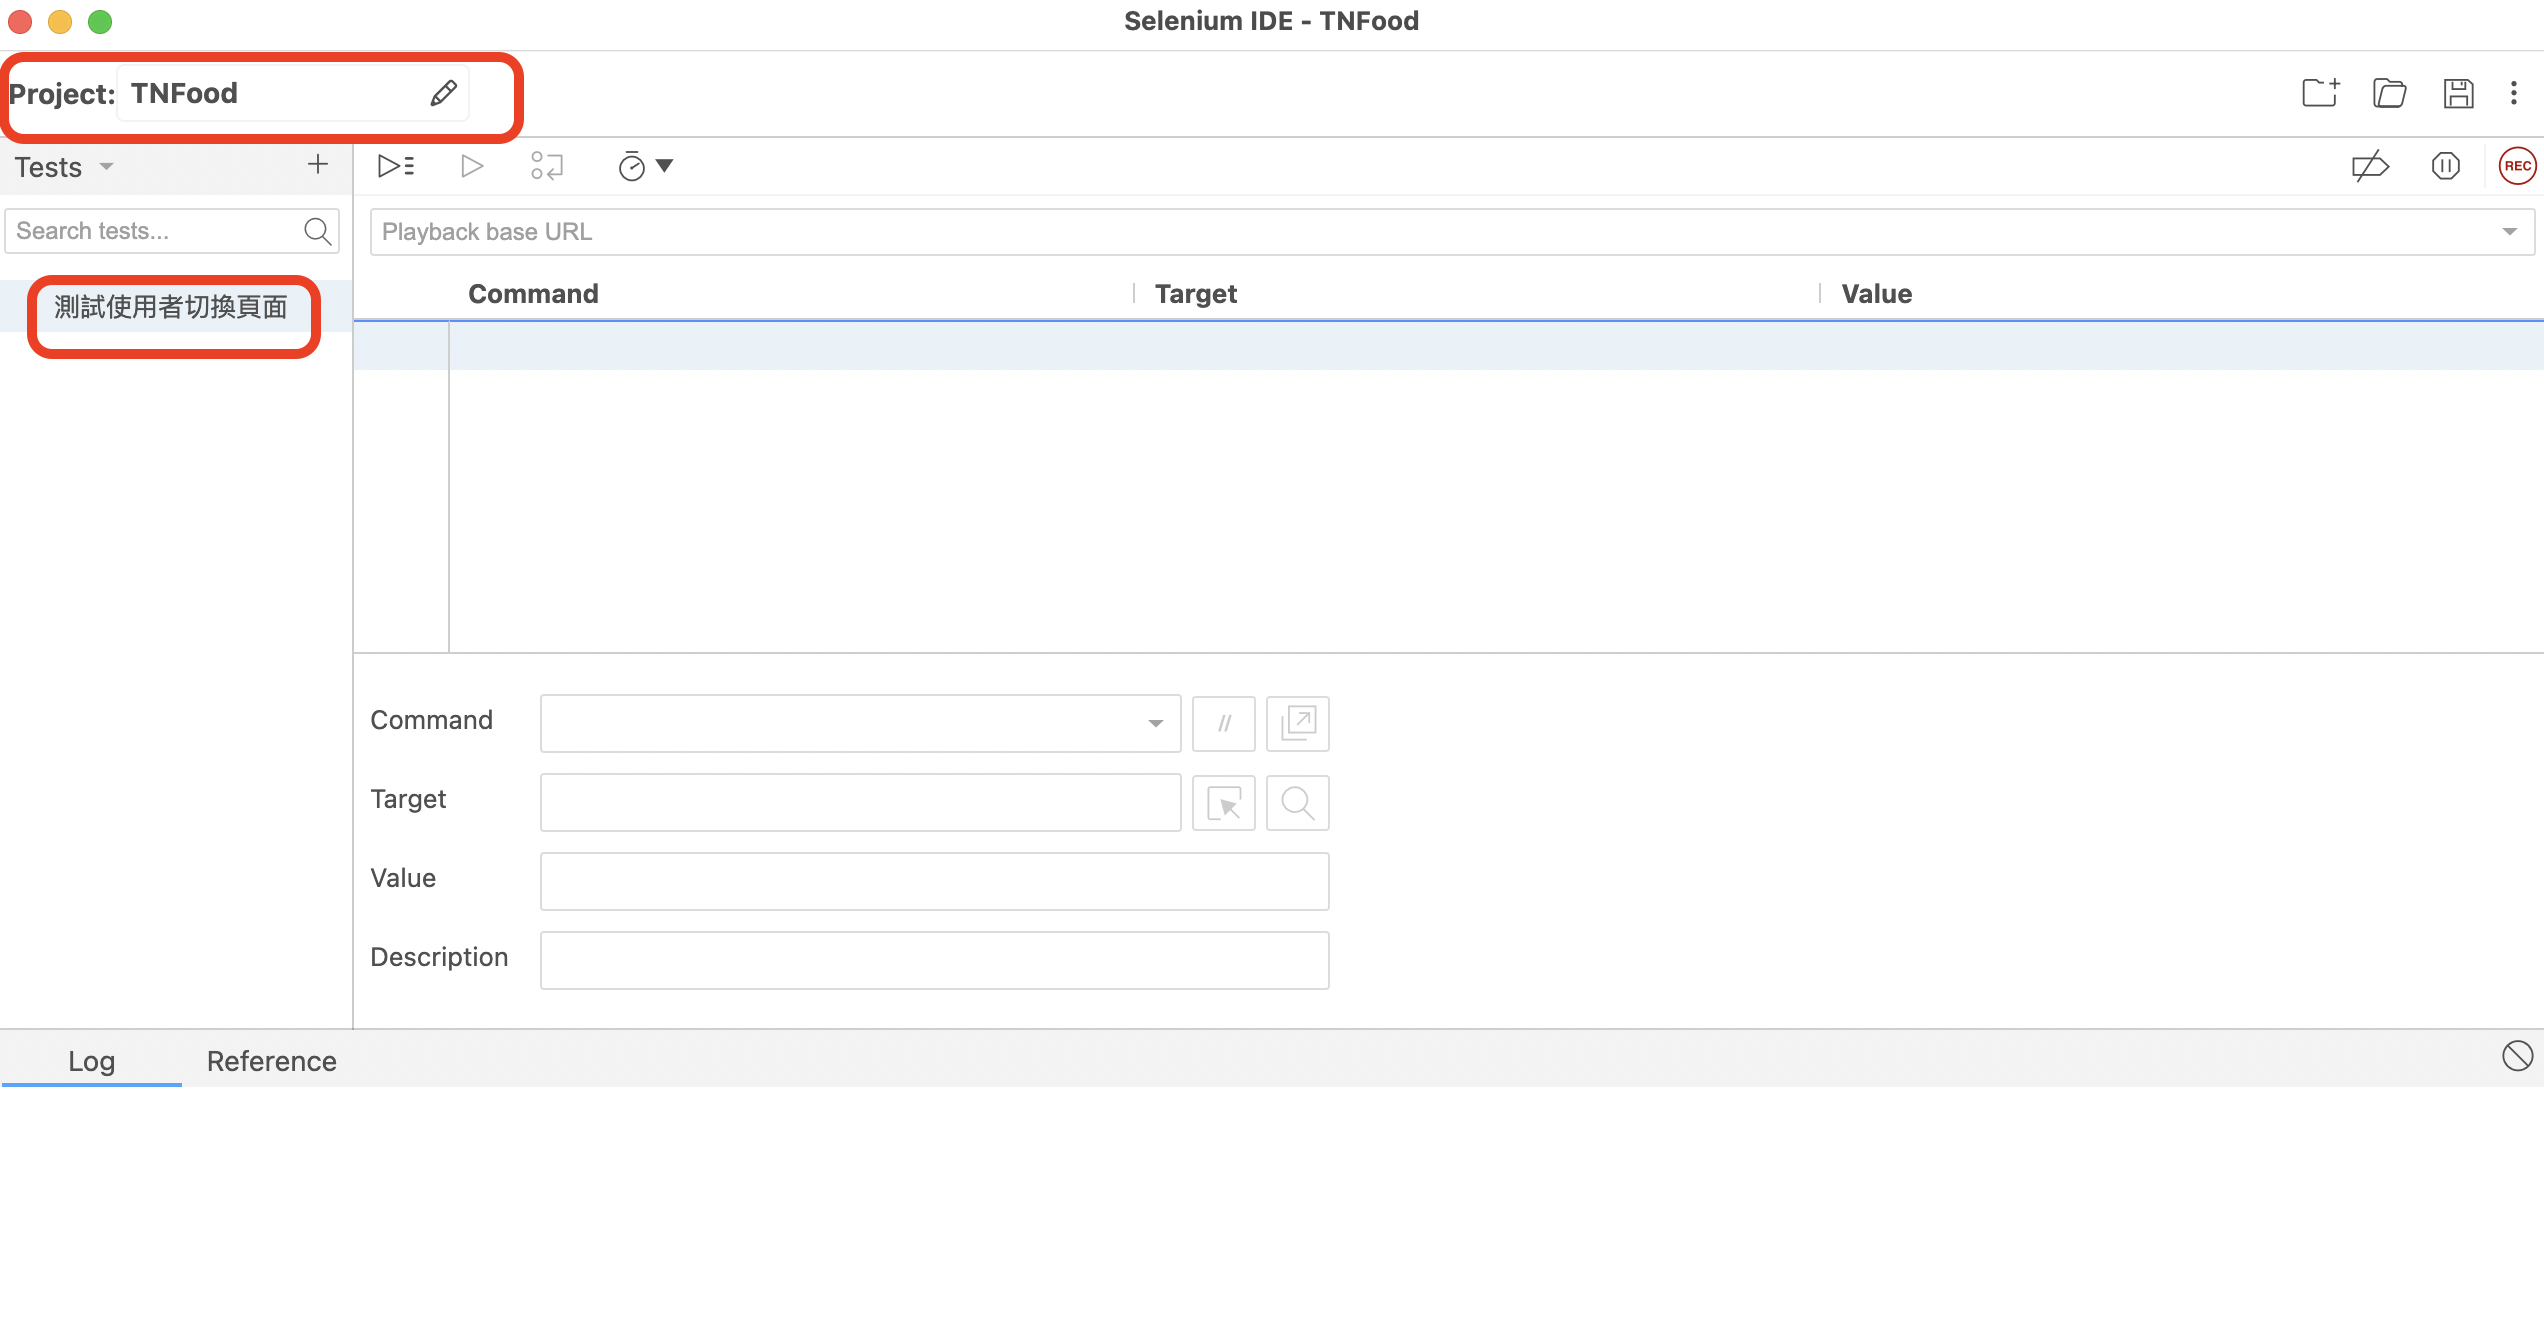 Selenium IDE - TNFood
Project: TNFood
Tests
REC
Search tests...
Playback base URL
Command Target Value
測試使用者切換頁面
Command
//
Target
Value
Description
Log Reference